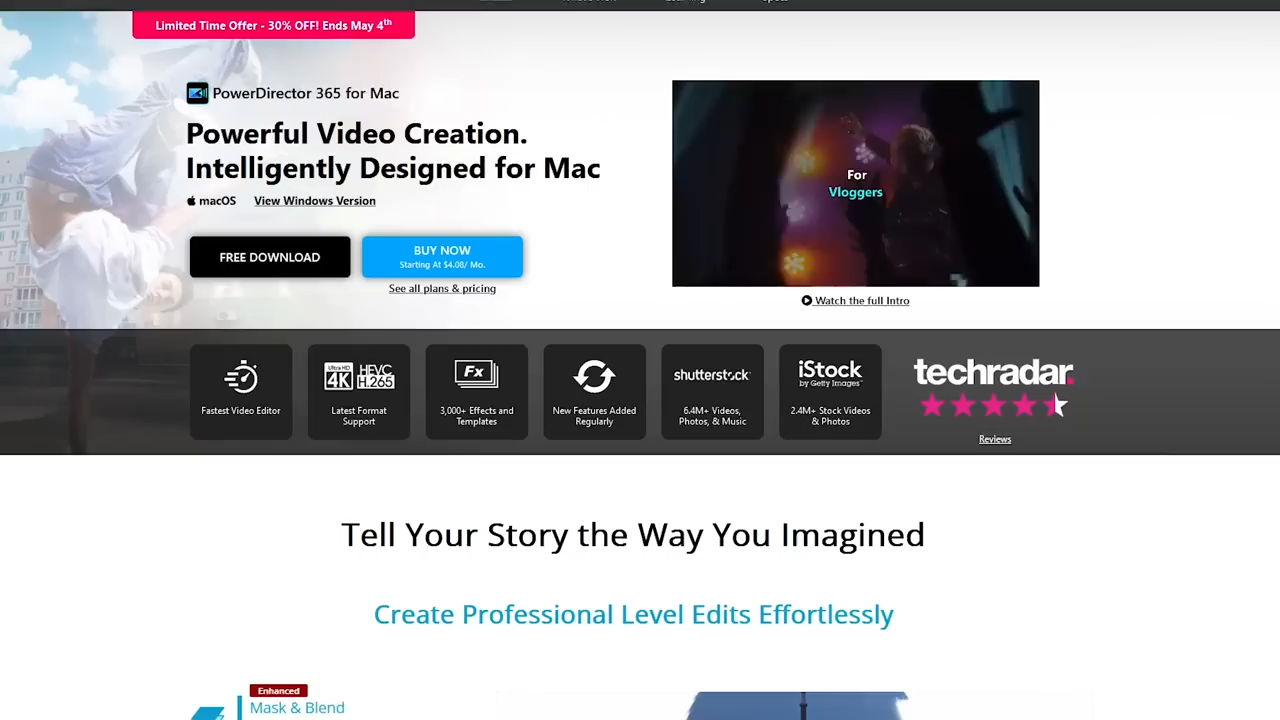 Limited Time Offer - 30% OFF! Ends May 4th
PowerDirector 365 for Mac
Powerful Video Creation.
Intelligently Designed for Mac
macOS View Windows Version
FREE DOWNLOAD
BUY NOW
Starting At $4.08/ Mo.
See all plans & pricing
For
Vloggers
Watch the full Intro
Fastest Video Editor
Ultra HD
4K
HEVC
H.265
Latest Format
Support
Fx
3,000+ Effects and
Templates
New Features Added
Regularly
shutterstock
6.4M+ Videos,
Photos, & Music
iStock
by Getty Images™
2.4M+ Stock Videos
& Photos
techradar.
Reviews
Tell Your Story the Way You Imagined
Create Professional Level Edits Effortlessly
Enhanced
Mask & Blend